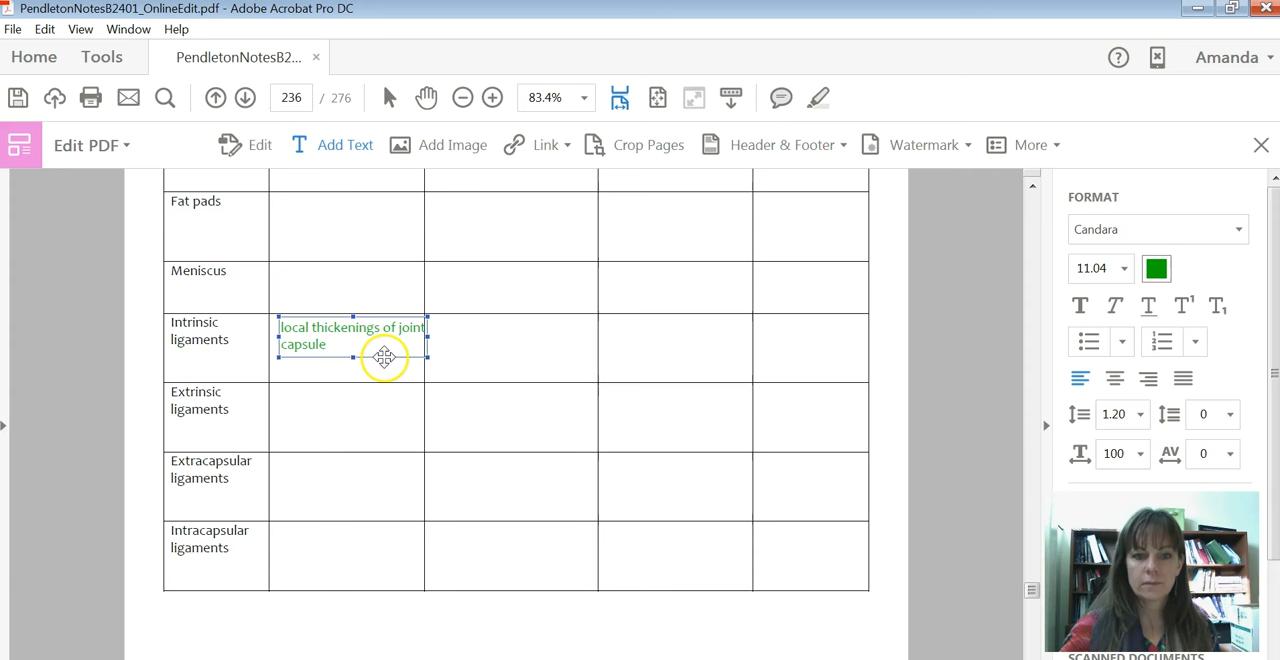 PendletonNotesB2401_OnlineEdit.pdf - Adobe Acrobat Pro DC
File Edit View Window Help
Home Tools PendletonNotesB2... × Amanda
236 / 276 83.4%
Edit PDF Edit Add Text Add Image Link Crop Pages Header & Footer Watermark More
FORMAT
Candara
11.04
1.20 0
100 0
SCANNED DOCUMENTS
Fat pads
Meniscus
Intrinsic
ligaments
local thickenings of joint
capsule
Extrinsic
ligaments
Extracapsular
ligaments
Intracapsular
ligaments